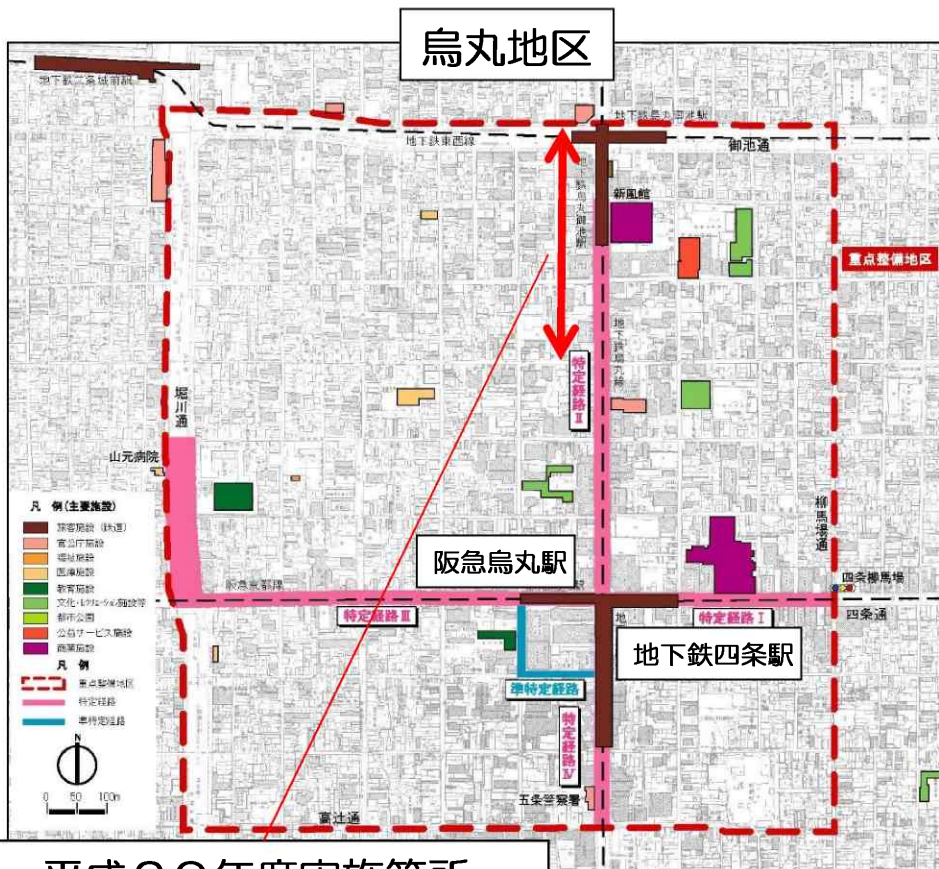 烏丸地区
地下鉄二条城前駅
地下鉄烏丸御池駅
地下鉄東西線
御池通
地下鉄烏丸御池駅
新風館
重点整備地区
地下鉄烏丸線
特定経路Ⅱ
堀川通
山元病院
凡 例(主要施設)
旅客施設(鉄道)
官公庁施設
福祉施設
医療施設
教育施設
文化・レクリエーション施設等
都市公園
公益サービス施設
商業施設
凡 例
重点整備地区
特定経路
準特定経路
N
0 50 100m
柳馬場通
阪急烏丸駅
四条柳馬場
阪急京都線
駅
特定経路Ⅲ
特定経路Ⅰ
四条通
地
地下鉄四条駅
準特定経路
特定経路Ⅳ
五条警察署
高辻通